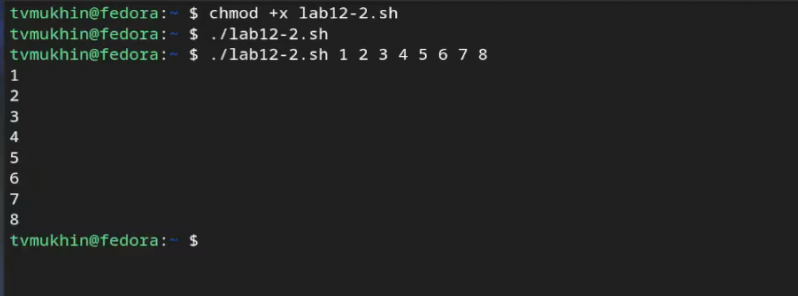 tvmukhin@fedora:~ $ chmod +x lab12-2.sh
tvmukhin@fedora:~ $ ./lab12-2.sh
tvmukhin@fedora:~ $ ./lab12-2.sh 1 2 3 4 5 6 7 8
1
2
3
4
5
6
7
8
tvmukhin@fedora:~ $